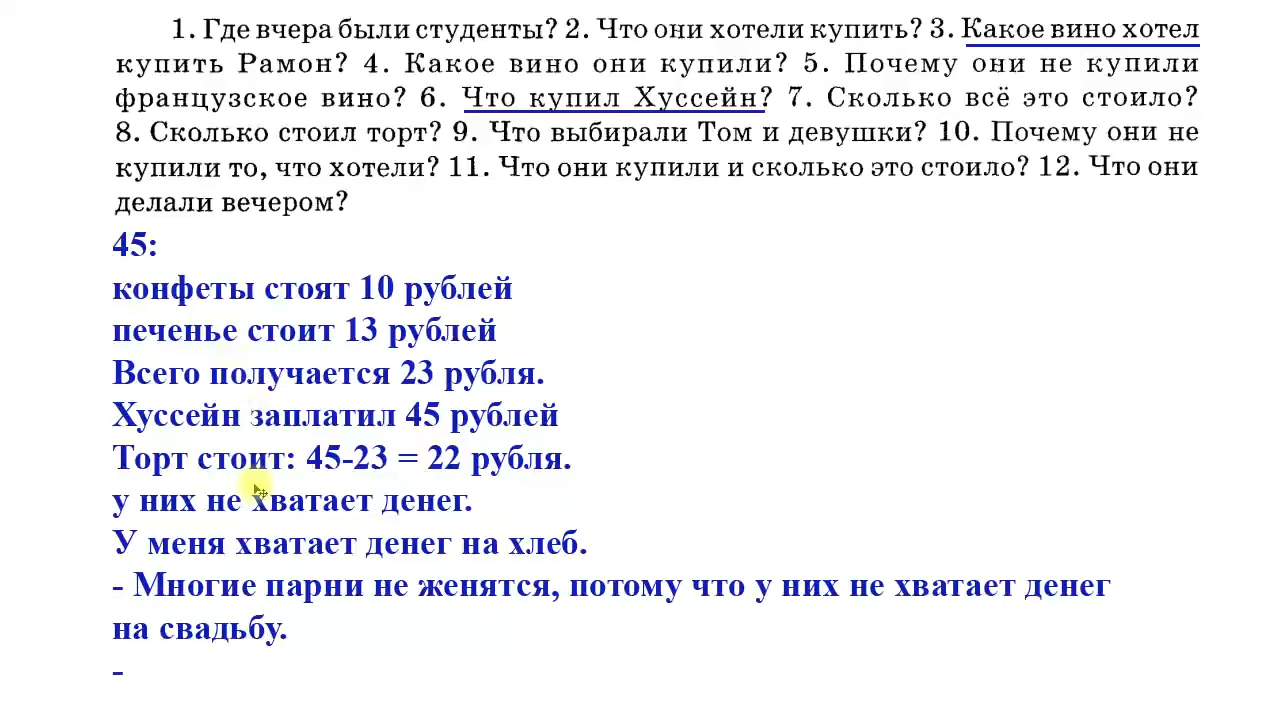 1. Где вчера были студенты? 2. Что они хотели купить? 3. Какое вино хотел
купить Рамон? 4. Какое вино они купили? 5. Почему они не купили
французское вино? 6. Что купил Хуссейн? 7. Сколько всё это стоило?
8. Сколько стоил торт? 9. Что выбирали Том и девушки? 10. Почему они не
купили то, что хотели? 11. Что они купили и сколько это стоило? 12. Что они
делали вечером?
45:
конфеты стоят 10 рублей
печенье стоит 13 рублей
Всего получается 23 рубля.
Хуссейн заплатил 45 рублей
Торт стоит: 45-23 = 22 рубля.
у них не хватает денег.
У меня хватает денег на хлеб.
- Многие парни не женятся, потому что у них не хватает денег
на свадьбу.
-